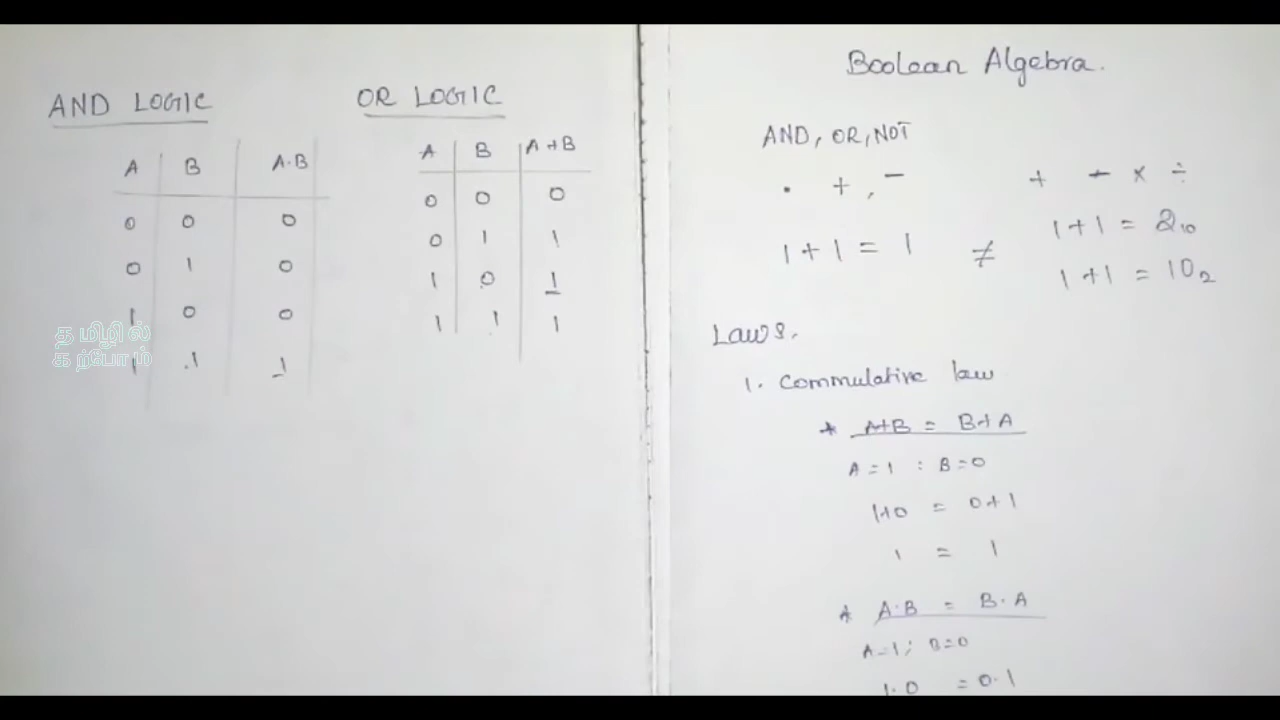 AND LOGIC
A B A·B
0 0 0
0 1 0
1 0 0
1 1 1
தமிழில்
கற்போம்
OR LOGIC
A B A+B
0 0 0
0 1 1
1 0 1
1 1 1
Boolean Algebra.
AND, OR, NOT
· + , − + - × ÷
1+1 = 1 ≠ 1+1 = 2₁₀
1+1 = 10₂
Laws.
1. Commulative law
* A+B = B+A
A=1 : B=0
1+0 = 0+1
1 = 1
* A·B = B·A
A=1; B=0
1·0 = 0·1